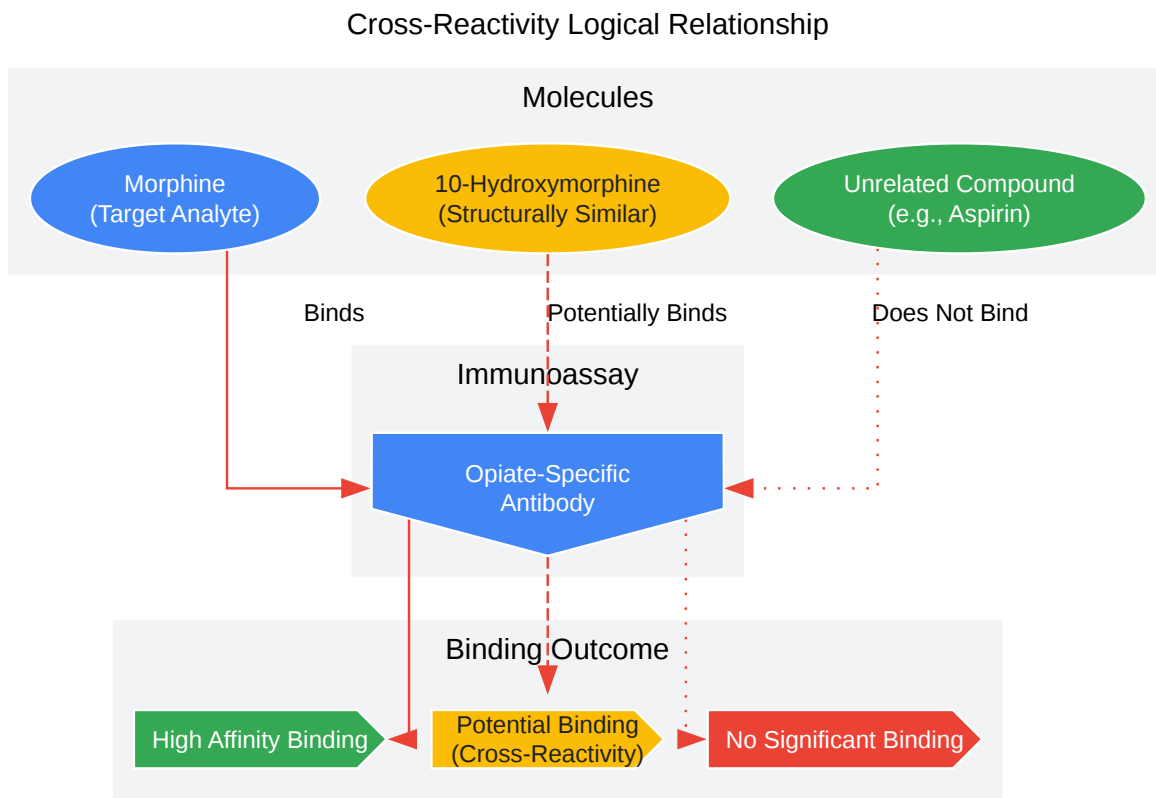 Cross-Reactivity Logical Relationship
Molecules
Morphine
(Target Analyte)
10-Hydroxymorphine
(Structurally Similar)
Unrelated Compound
(e.g., Aspirin)
Binds
Potentially Binds
Does Not Bind
Immunoassay
Opiate-Specific
Antibody
Binding Outcome
High Affinity Binding
Potential Binding
(Cross-Reactivity)
No Significant Binding